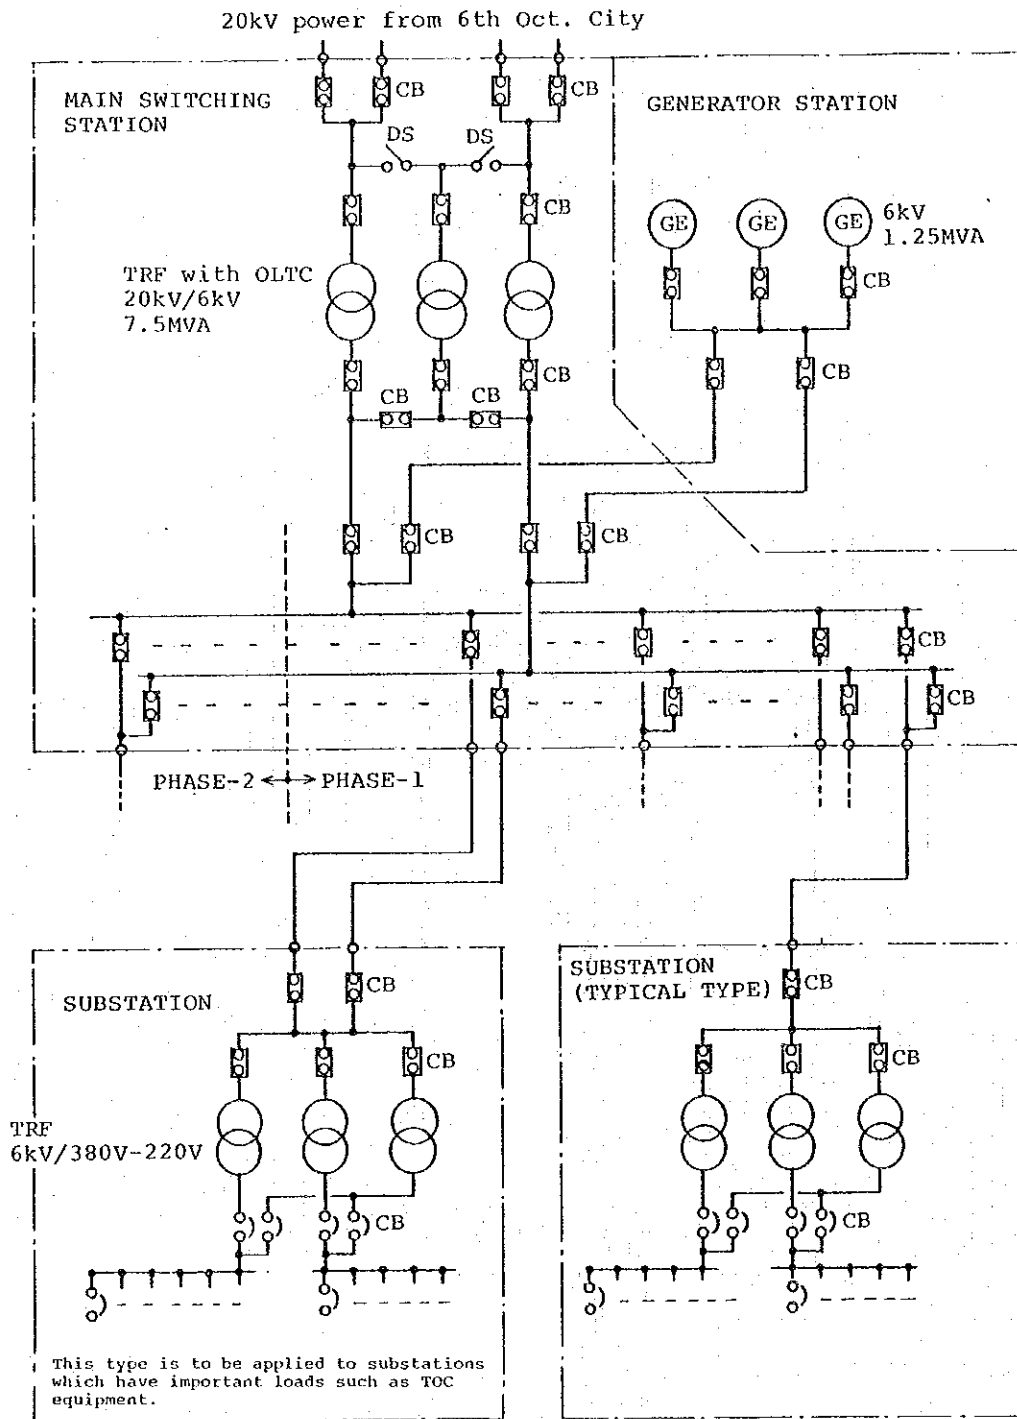 20kV power from 6th Oct. City
MAIN SWITCHING
STATION
CB
GENERATOR STATION
DS
DS
CB
GE
GE
GE
6kV
1.25MVA
TRF with OLTC
20kV/6kV
7.5MVA
CB
CB
CB
CB
CB
CB
CB
CB
CB
PHASE-2
PHASE-1
SUBSTATION
CB
SUBSTATION
(TYPICAL TYPE)
CB
CB
TRF
6kV/380V-220V
CB
CB
This type is to be applied to substations
which have important loads such as TOC
equipment.